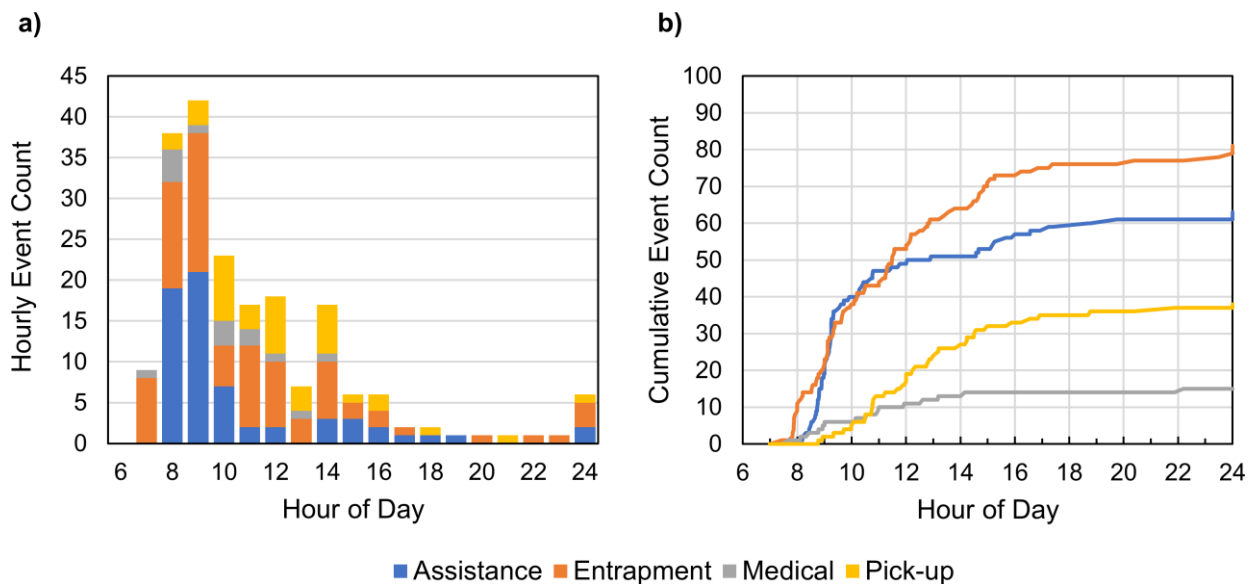 a)
Hourly Event Count
45
40
35
30
25
20
15
10
5
0
6 8 10 12 14 16 18 20 22 24
Hour of Day
b)
Cumulative Event Count
100
90
80
70
60
50
40
30
20
10
0
6 8 10 12 14 16 18 20 22 24
Hour of Day
Assistance Entrapment Medical Pick-up